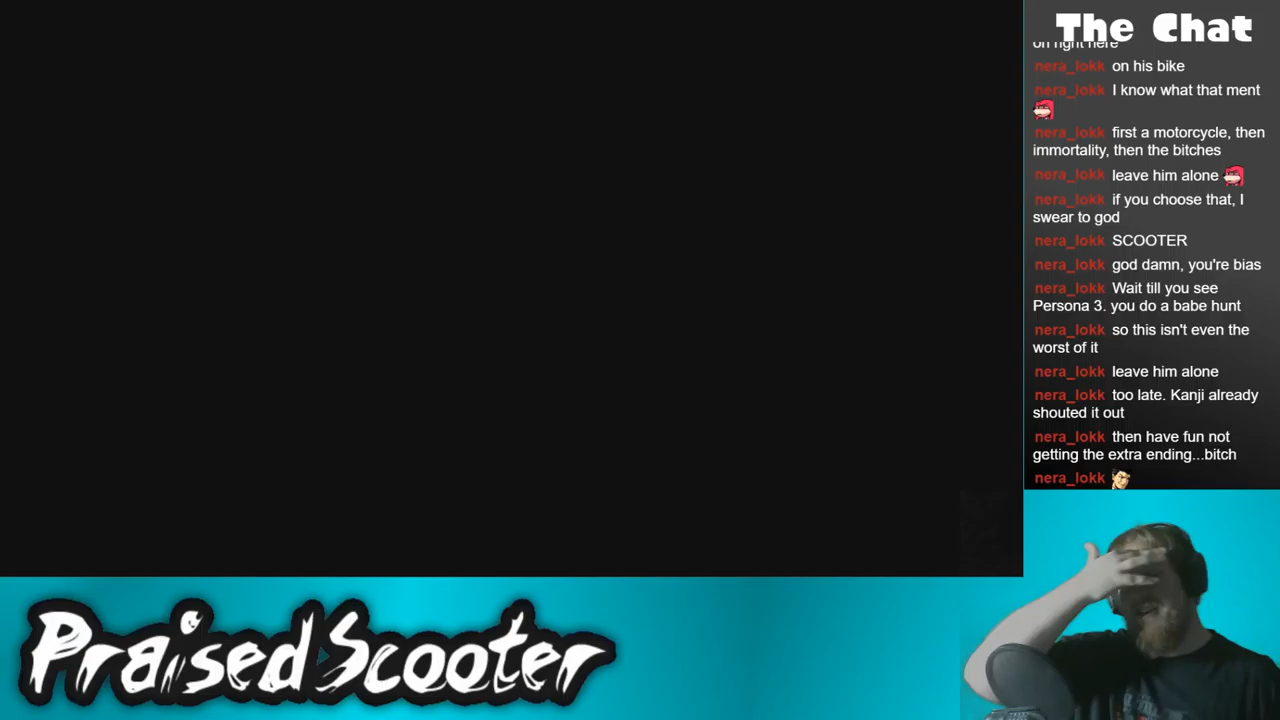 The Chat
on right here
nera_lokk on his bike
nera_lokk I know what that ment
nera_lokk first a motorcycle, then
immortality, then the bitches
nera_lokk leave him alone
nera_lokk if you choose that, I
swear to god
nera_lokk SCOOTER
nera_lokk god damn, you're bias
nera_lokk Wait till you see
Persona 3. you do a babe hunt
nera_lokk so this isn't even the
worst of it
nera_lokk leave him alone
nera_lokk too late. Kanji already
shouted it out
nera_lokk then have fun not
getting the extra ending...bitch
nera_lokk
Praised Scooter